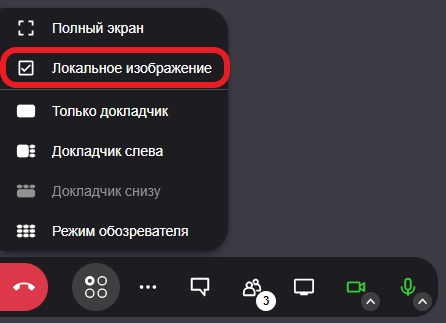 Полный экран
Локальное изображение
Только докладчик
Докладчик слева
Докладчик снизу
Режим обозревателя
3